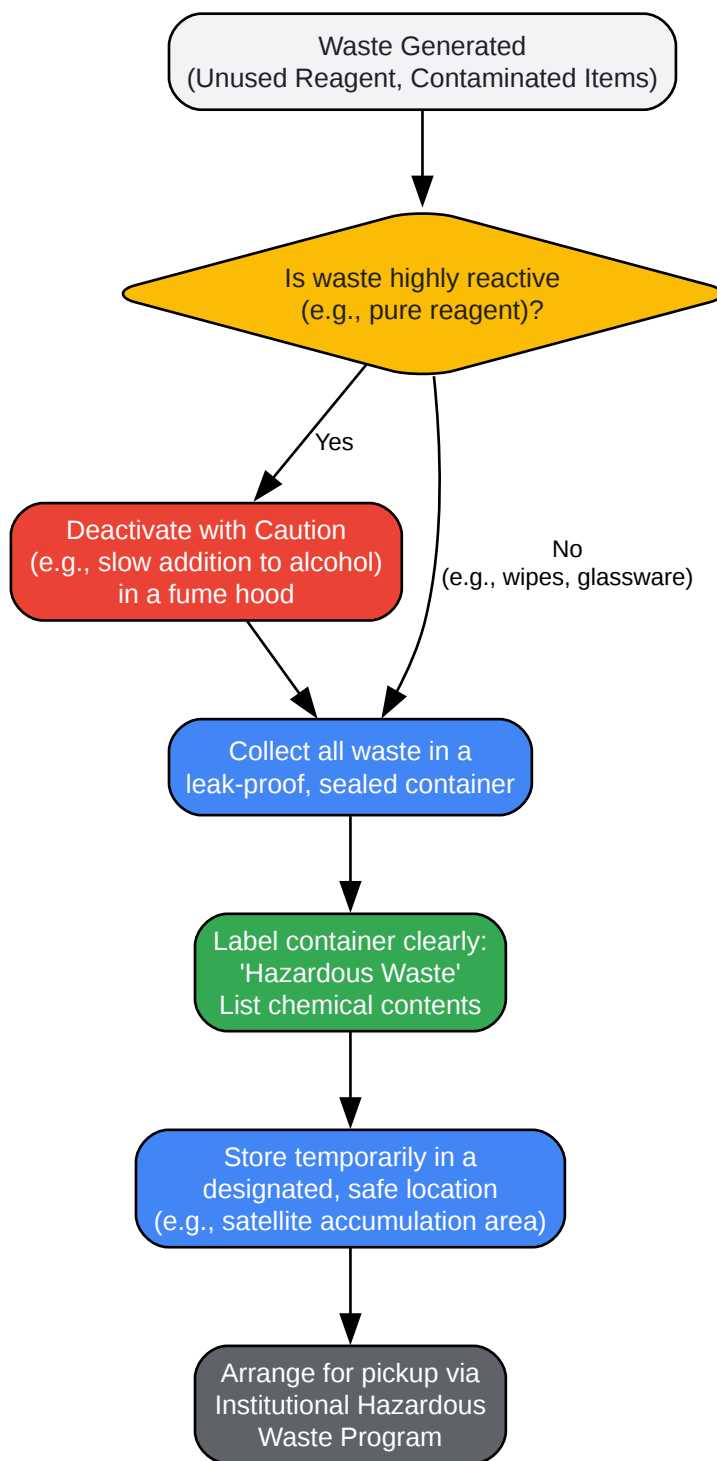 Waste Generated
(Unused Reagent, Contaminated Items)
Is waste highly reactive
(e.g., pure reagent)?
Yes
Deactivate with Caution
(e.g., slow addition to alcohol)
in a fume hood
No
(e.g., wipes, glassware)
Collect all waste in a
leak-proof, sealed container
Label container clearly:
'Hazardous Waste'
List chemical contents
Store temporarily in a
designated, safe location
(e.g., satellite accumulation area)
Arrange for pickup via
Institutional Hazardous
Waste Program